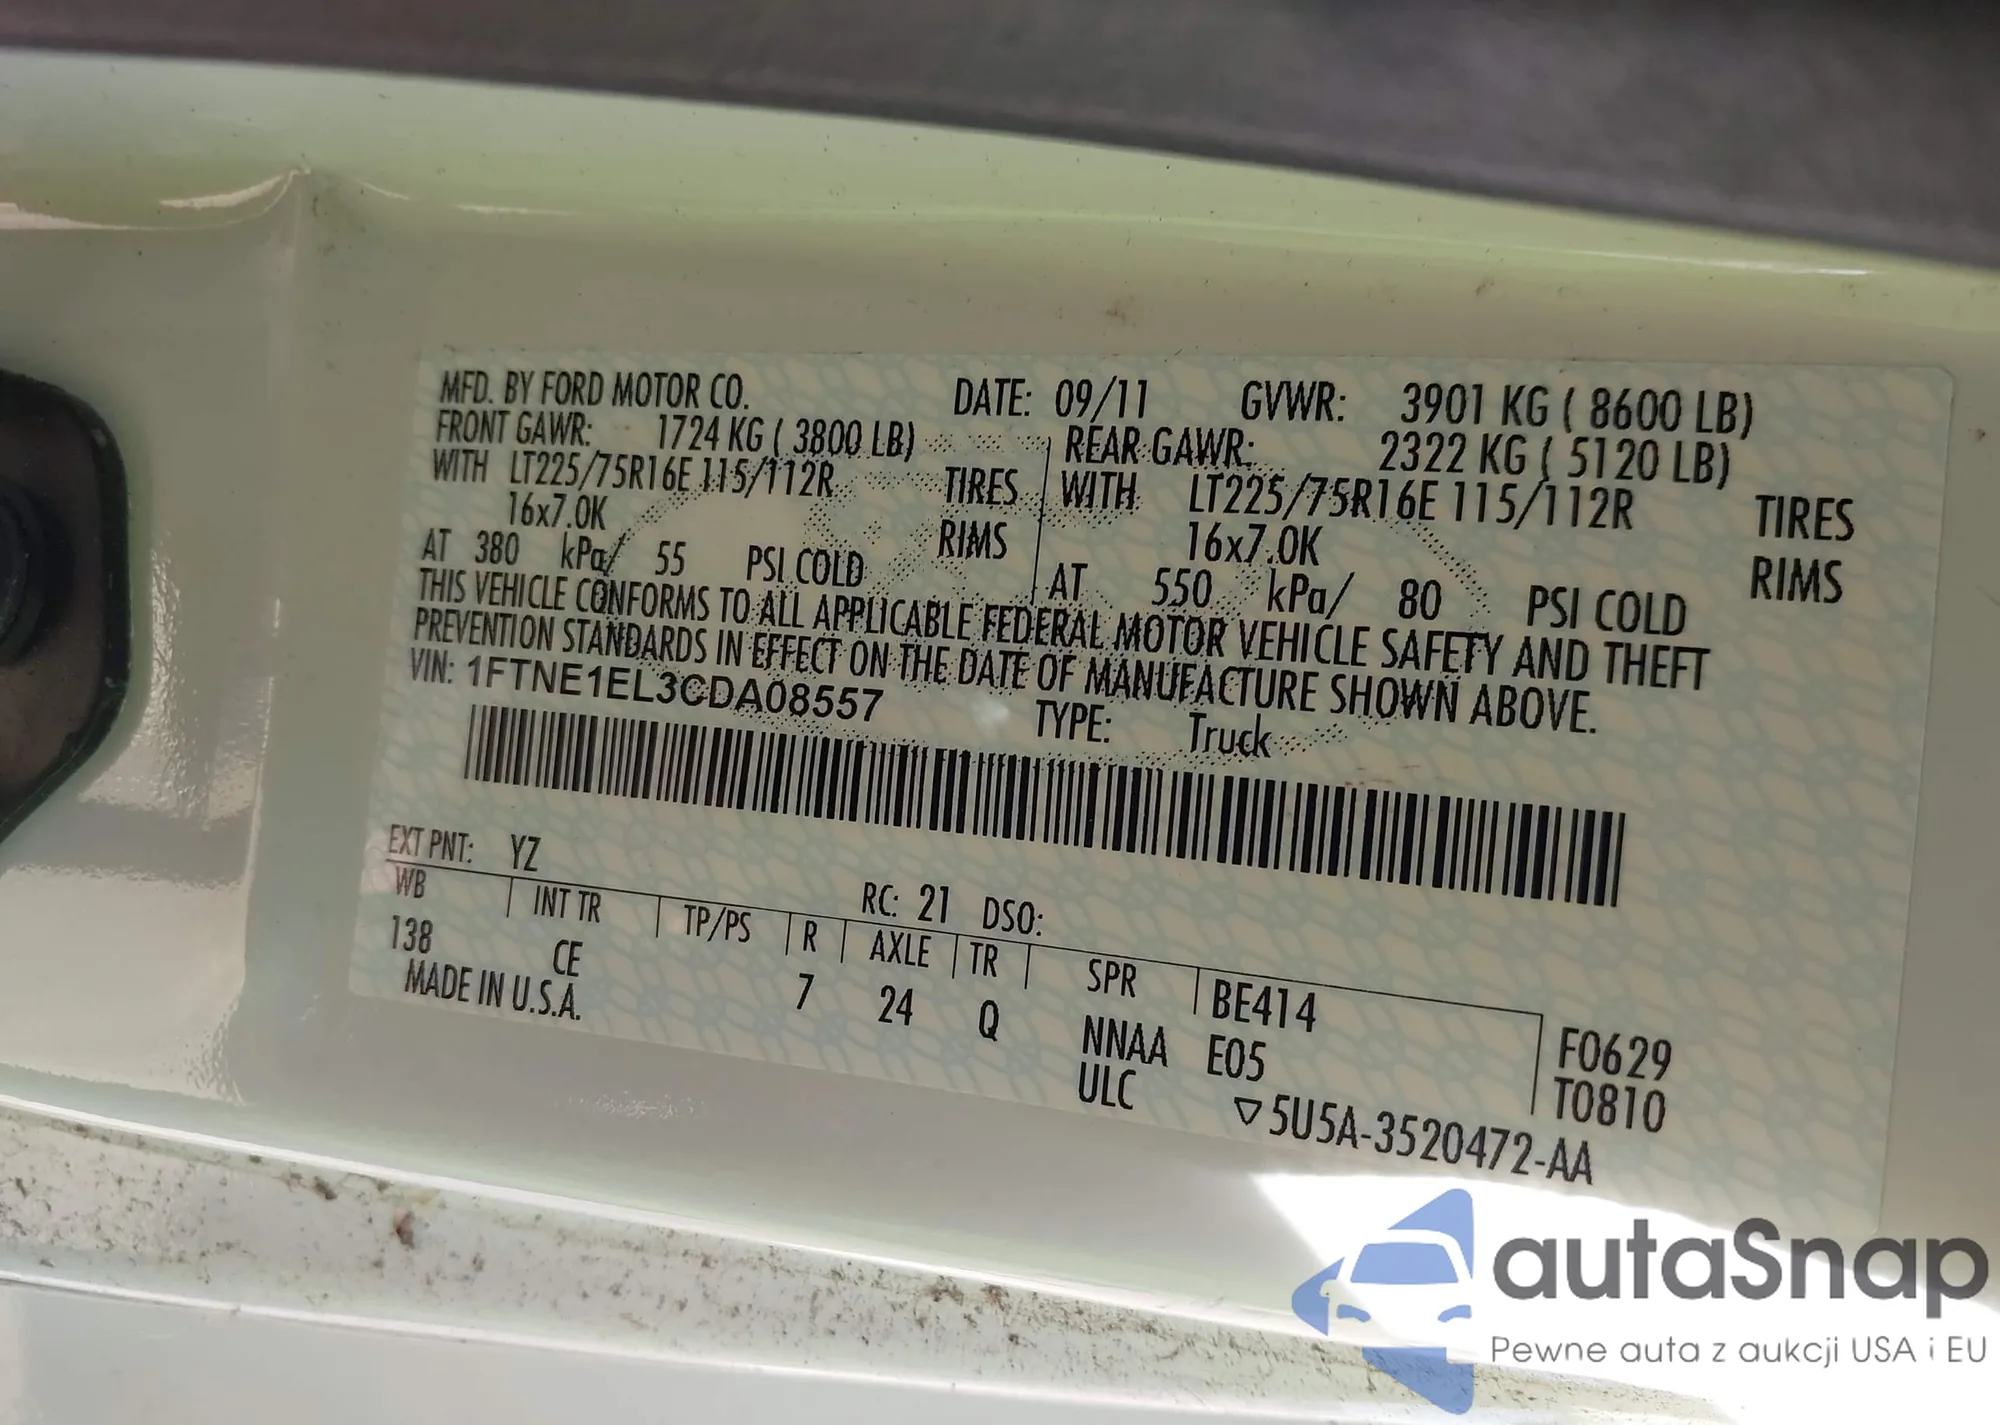 MFD. BY FORD MOTOR CO. DATE: 09/11 GVWR: 3901 KG ( 8600 LB)
FRONT GAWR: 1724 KG ( 3800 LB) REAR GAWR: 2322 KG ( 5120 LB)
WITH LT225/75R16E 115/112R TIRES WITH LT225/75R16E 115/112R TIRES
16x7.0K RIMS 16x7.0K RIMS
AT 380 kPa/ 55 PSI COLD AT 550 kPa/ 80 PSI COLD
THIS VEHICLE CONFORMS TO ALL APPLICABLE FEDERAL MOTOR VEHICLE SAFETY AND THEFT
PREVENTION STANDARDS IN EFFECT ON THE DATE OF MANUFACTURE SHOWN ABOVE.
VIN: 1FTNE1EL3CDA08557 TYPE: Truck
EXT PNT: YZ RC: 21 DSO:
WB INT TR TP/PS R AXLE TR SPR BE414 F0629
138 CE 7 24 Q NNAA E05 T0810
MADE IN U.S.A. ULC ▽5U5A-3520472-AA
autaSnap
Pewne auta z aukcji USA i EU